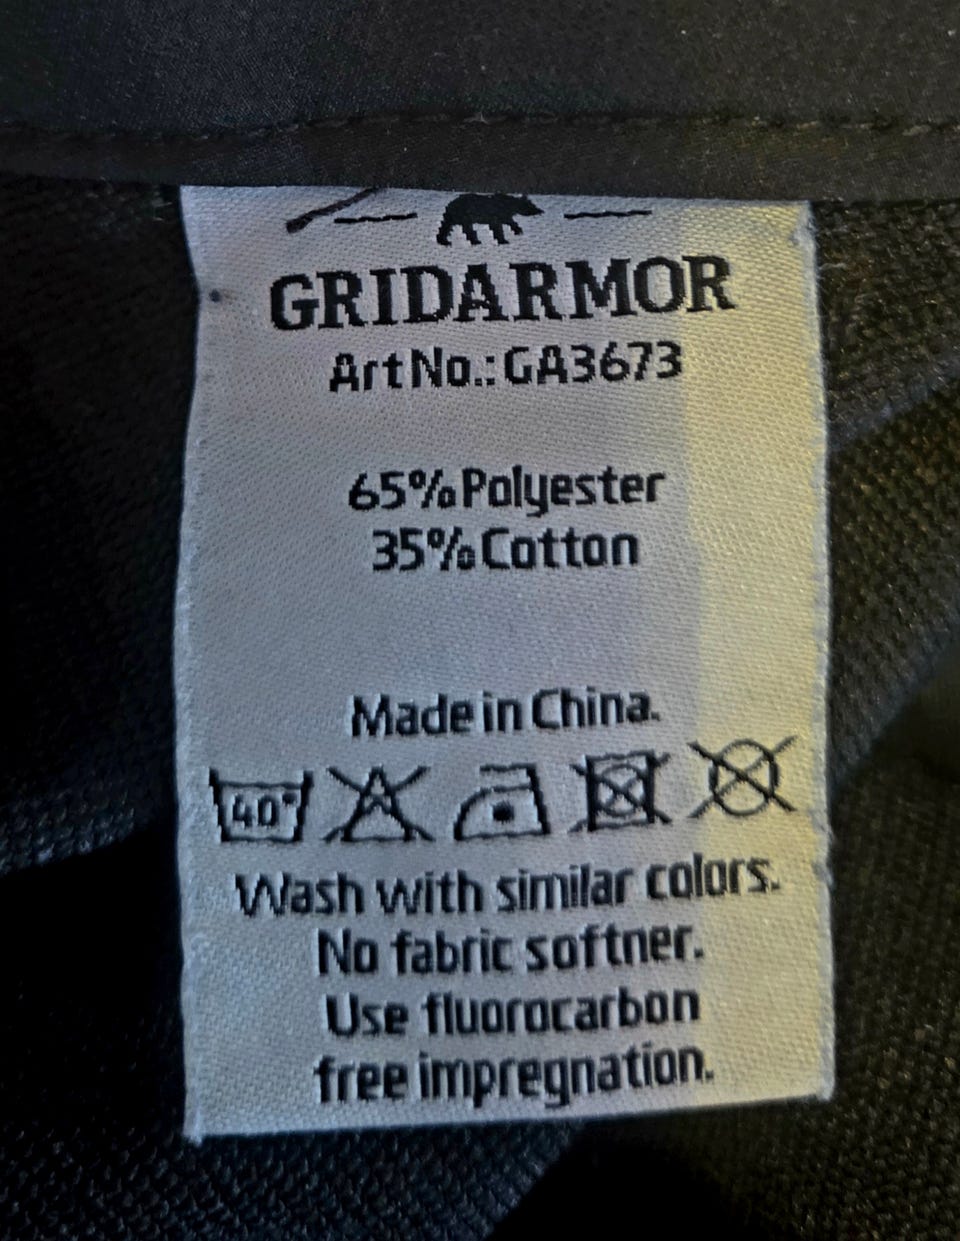 GRIDARMOR
Art No.: GA3673
65% Polyester
35% Cotton
Made in China.
40°
Wash with similar colors.
No fabric softner.
Use fluorocarbon
free impregnation.